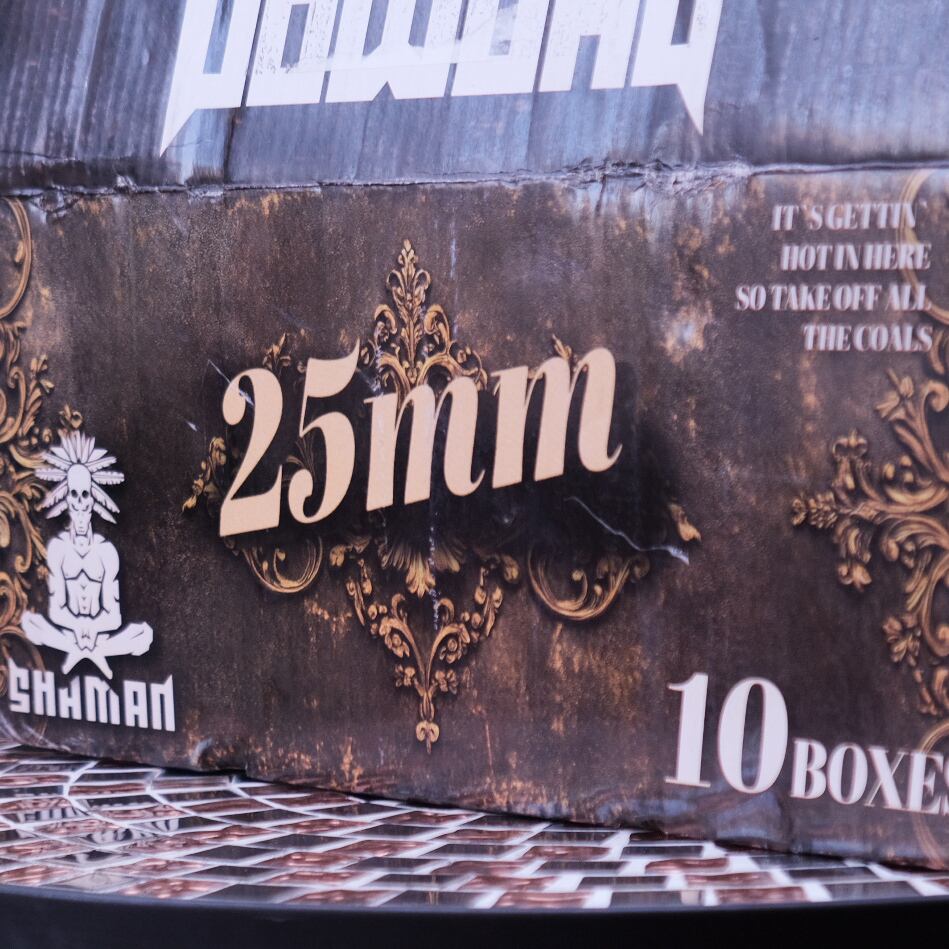 IT`S GETTIN`
HOT IN HERE
SO TAKE OFF ALL
THE COALS
25mm
SHAMAN
10 BOXES